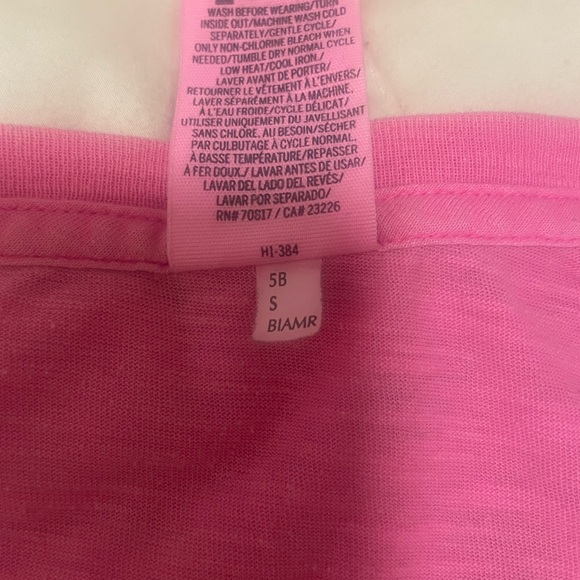 WASH BEFORE WEARING/TURN
INSIDE OUT/MACHINE WASH COLD
SEPARATELY/GENTLE CYCLE/
ONLY NON-CHLORINE BLEACH WHEN
NEEDED/TUMBLE DRY NORMAL CYCLE/
LOW HEAT/COOL IRON./
LAVER AVANT DE PORTER/
RETOURNER LE VÊTEMENT À L'ENVERS/
LAVER SÉPARÉMENT À LA MACHINE.
À L'EAU FROIDE/CYCLE DÉLICAT/
UTILISER UNIQUEMENT DU JAVELLISANT
SANS CHLORE, AU BESOIN/SÉCHER
PAR CULBUTAGE À CYCLE NORMAL.
À BASSE TEMPÉRATURE/REPASSER
À FER DOUX./ LAVAR ANTES DE USAR/
LAVAR DEL LADO DEL REVÉS/
LAVAR POR SEPARADO/
RN# 70817 / CA# 23226
HI-384
5B
S
BIAMR